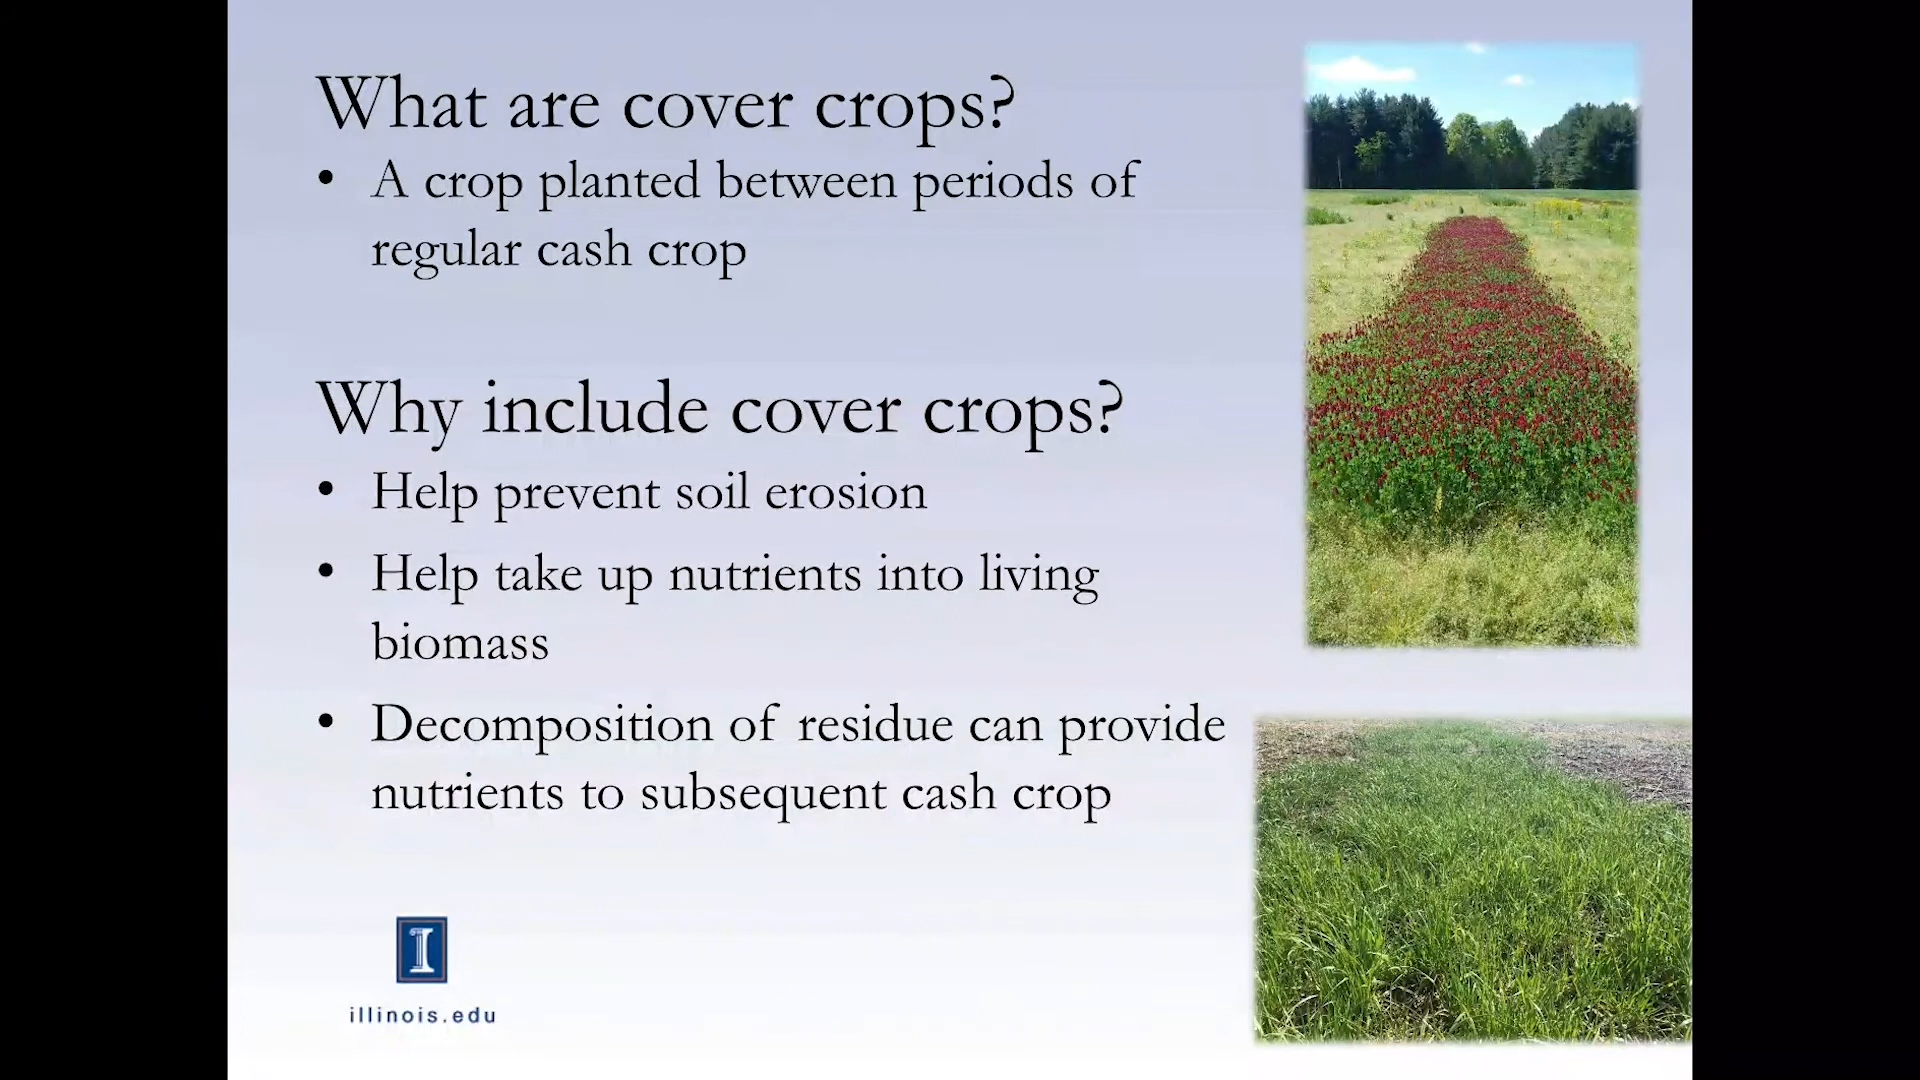 What are cover crops?
• A crop planted between periods of
regular cash crop
Why include cover crops?
• Help prevent soil erosion
• Help take up nutrients into living
biomass
• Decomposition of residue can provide
nutrients to subsequent cash crop
I
illinois.edu